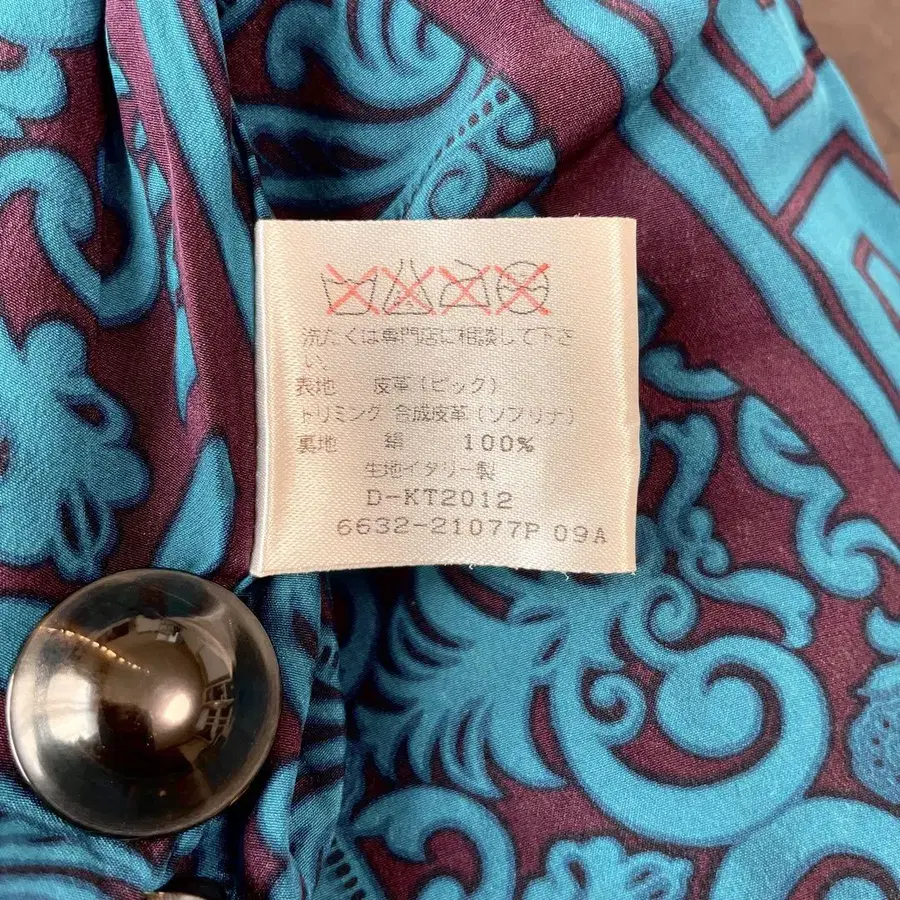 洗たくは専門店に相談して下さ
い。
表地 皮革(ピッグ)
トリミング 合成皮革(ソフリナ)
裏地 絹 100%
生地イタリー製
D-KT2012
6632-21077P 09A